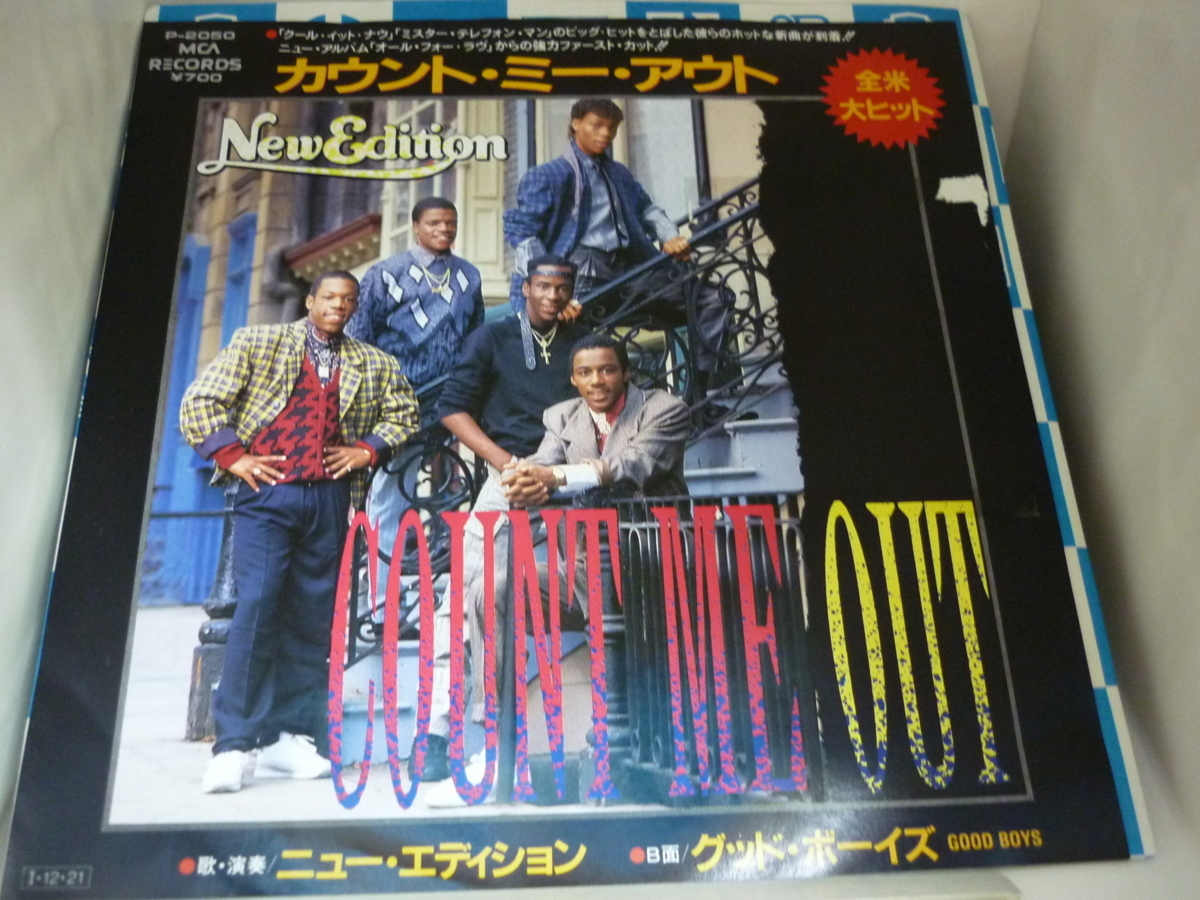 P-2050
MCA
RECORDS
¥700
●「クール・イット・ナウ」「ミスター・テレフォン・マン」のビッグ・ヒットをとばした彼らのホットな新曲が到着!!
ニュー・アルバム「オール・フォー・ラヴ」からの強力ファースト・カット!!
カウント・ミー・アウト
全米
大ヒット
New Edition
COUNT ME OUT
●歌・演奏/ニュー・エディション
●B面/グッド・ボーイズ GOOD BOYS
I・12・21